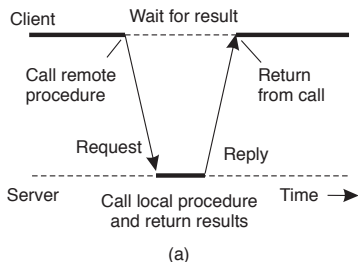 Client
Wait for result
Call remote
procedure
Return
from call
Request
Reply
Server
Call local procedure
and return results
Time
(a)